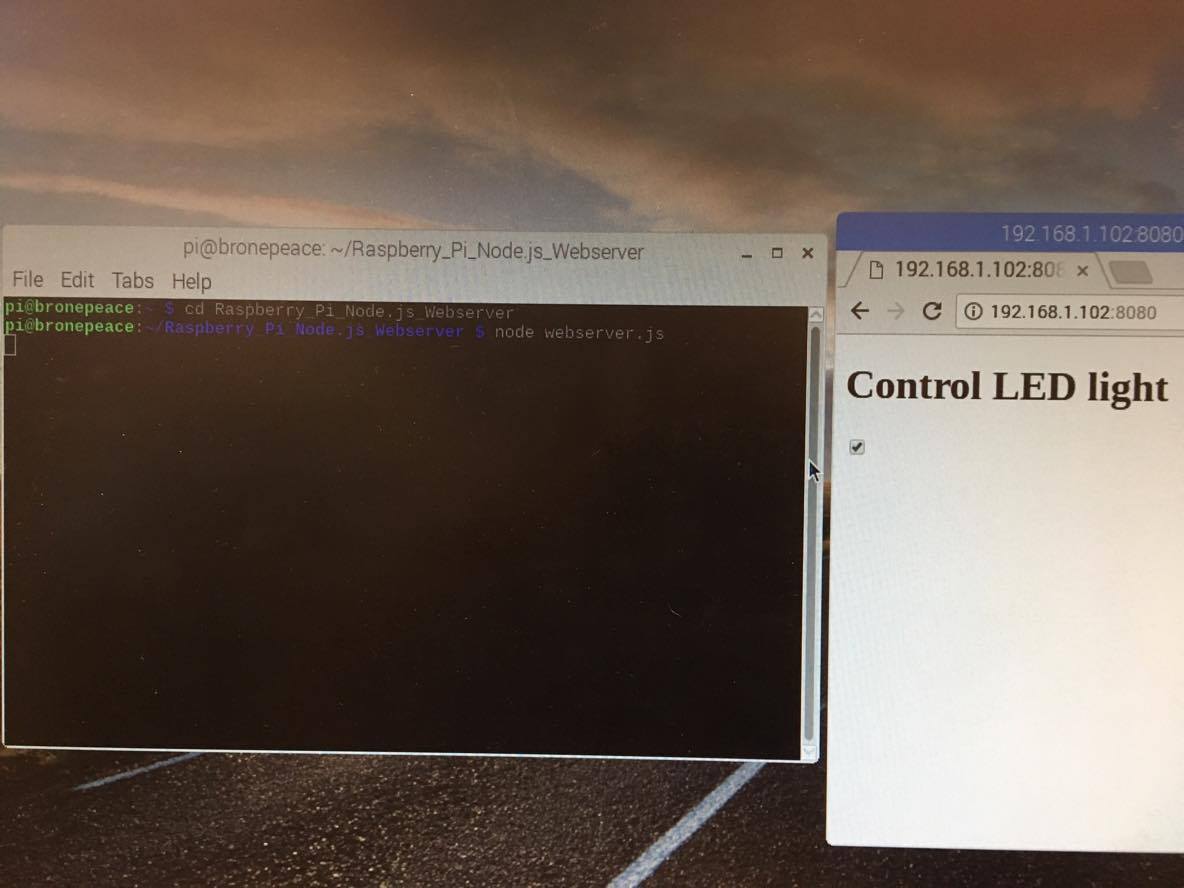 pi@bronepeace: ~/Raspberry_Pi_Node.js_Webserver
File Edit Tabs Help
pi@bronepeace:~ $ cd Raspberry_Pi_Node.js_Webserver
pi@bronepeace:~/Raspberry_Pi_Node.js_Webserver $ node webserver.js
192.168.1.102:8080
192.168.1.102:808
192.168.1.102:8080
Control LED light